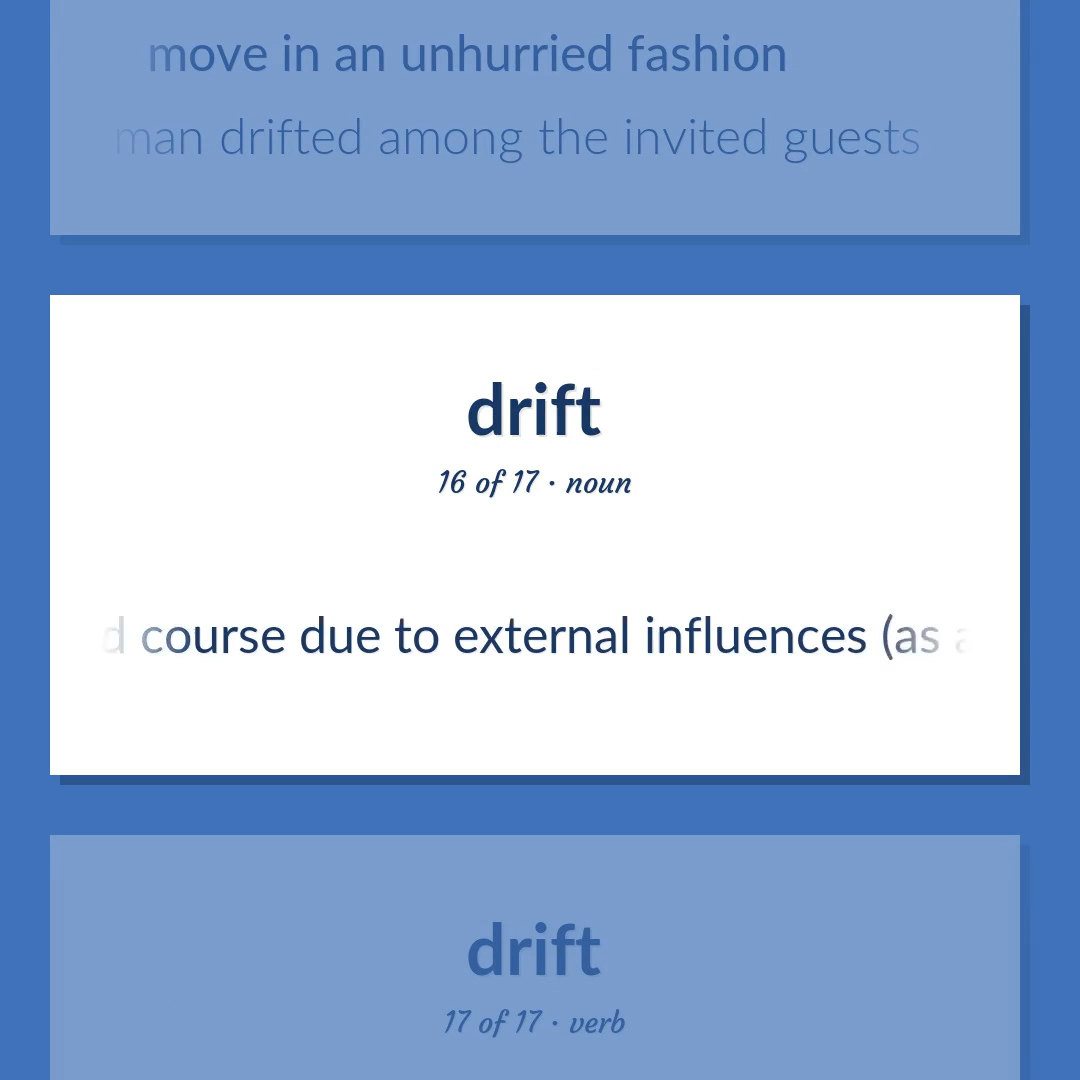 move in an unhurried fashion
man drifted among the invited guests
drift
16 of 17 · noun
course due to external influences (as
drift
17 of 17 · verb